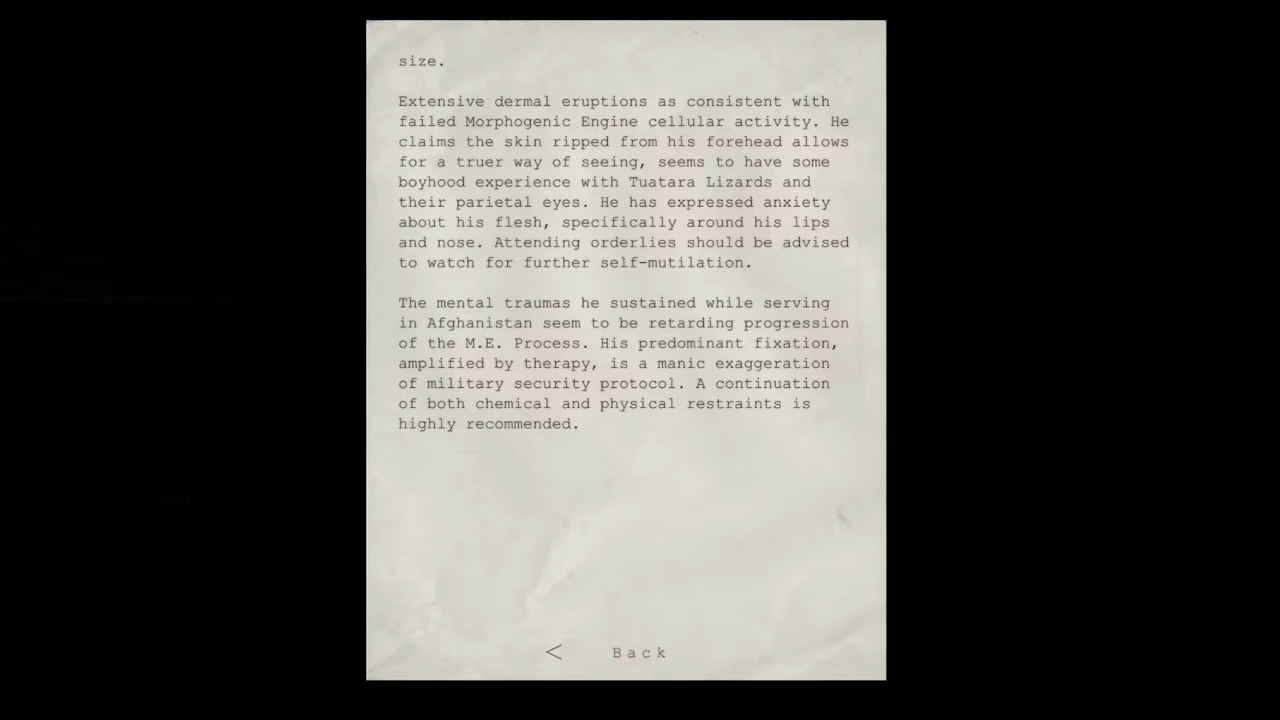 size.
Extensive dermal eruptions as consistent with
failed Morphogenic Engine cellular activity. He
claims the skin ripped from his forehead allows
for a truer way of seeing, seems to have some
boyhood experience with Tuatara Lizards and
their parietal eyes. He has expressed anxiety
about his flesh, specifically around his lips
and nose. Attending orderlies should be advised
to watch for further self-mutilation.
The mental traumas he sustained while serving
in Afghanistan seem to be retarding progression
of the M.E. Process. His predominant fixation,
amplified by therapy, is a manic exaggeration
of military security protocol. A continuation
of both chemical and physical restraints is
highly recommended.
< Back